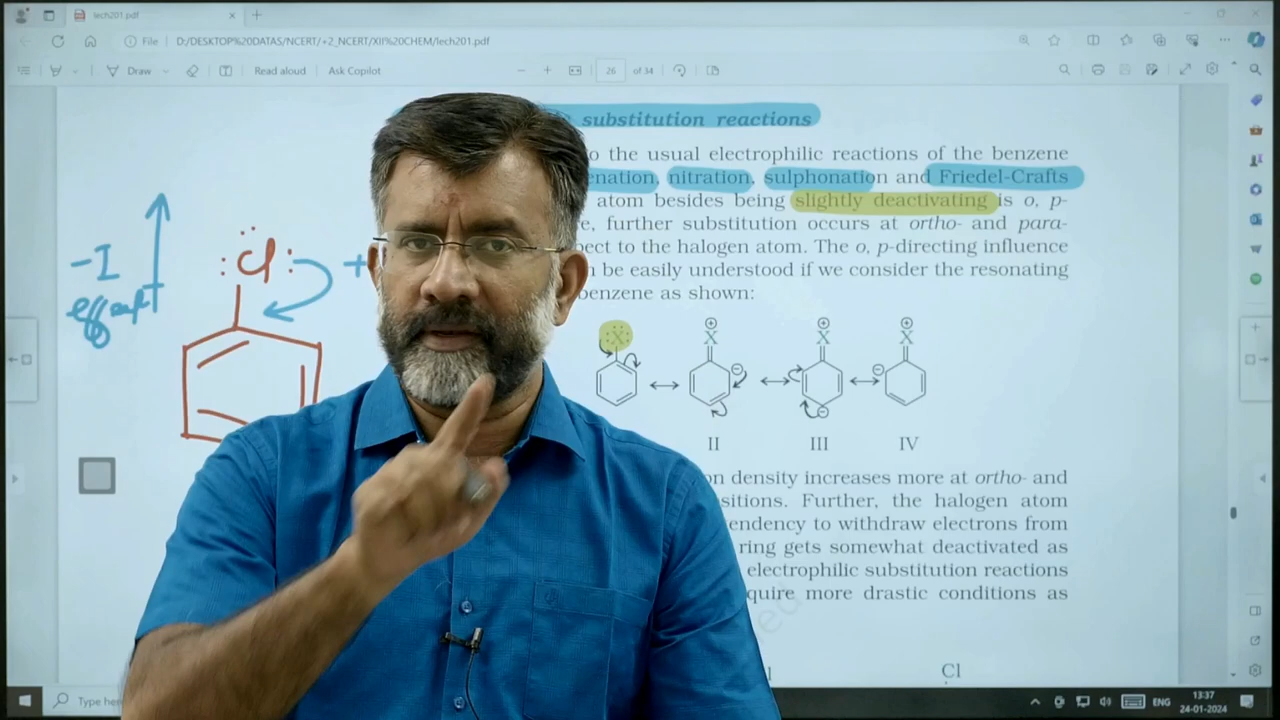 lech201.pdf
File D:/DESKTOP%20DATAS/NCERT/+2_NCERT/XII%20CHEM/lech201.pdf
Draw Read aloud Ask Copilot 26 of 34
substitution reactions
o the usual electrophilic reactions of the benzene
enation, nitration, sulphonation and Friedel-Crafts
atom besides being slightly deactivating is o, p-
e, further substitution occurs at ortho- and para-
pect to the halogen atom. The o, p-directing influence
n be easily understood if we consider the resonating
benzene as shown:
-I
effect
:Cl: +
X X X X
II III IV
on density increases more at ortho- and
sitions. Further, the halogen atom
endency to withdraw electrons from
ring gets somewhat deactivated as
electrophilic substitution reactions
quire more drastic conditions as
Cl
Type he
ENG 13:37
24-01-2024